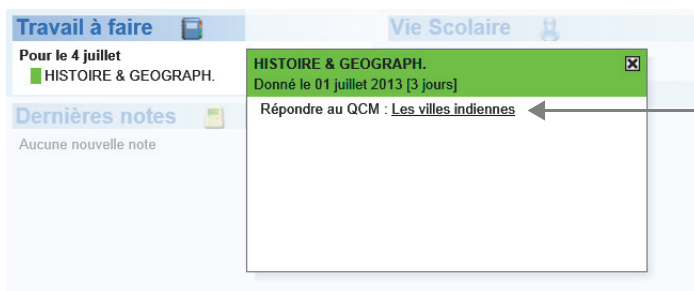 Travail à faire
Pour le 4 juillet
HISTOIRE & GEOGRAPH.
Dernières notes
Aucune nouvelle note
Vie Scolaire
HISTOIRE & GEOGRAPH.
Donné le 01 juillet 2013 [3 jours]
Répondre au QCM : Les villes indiennes